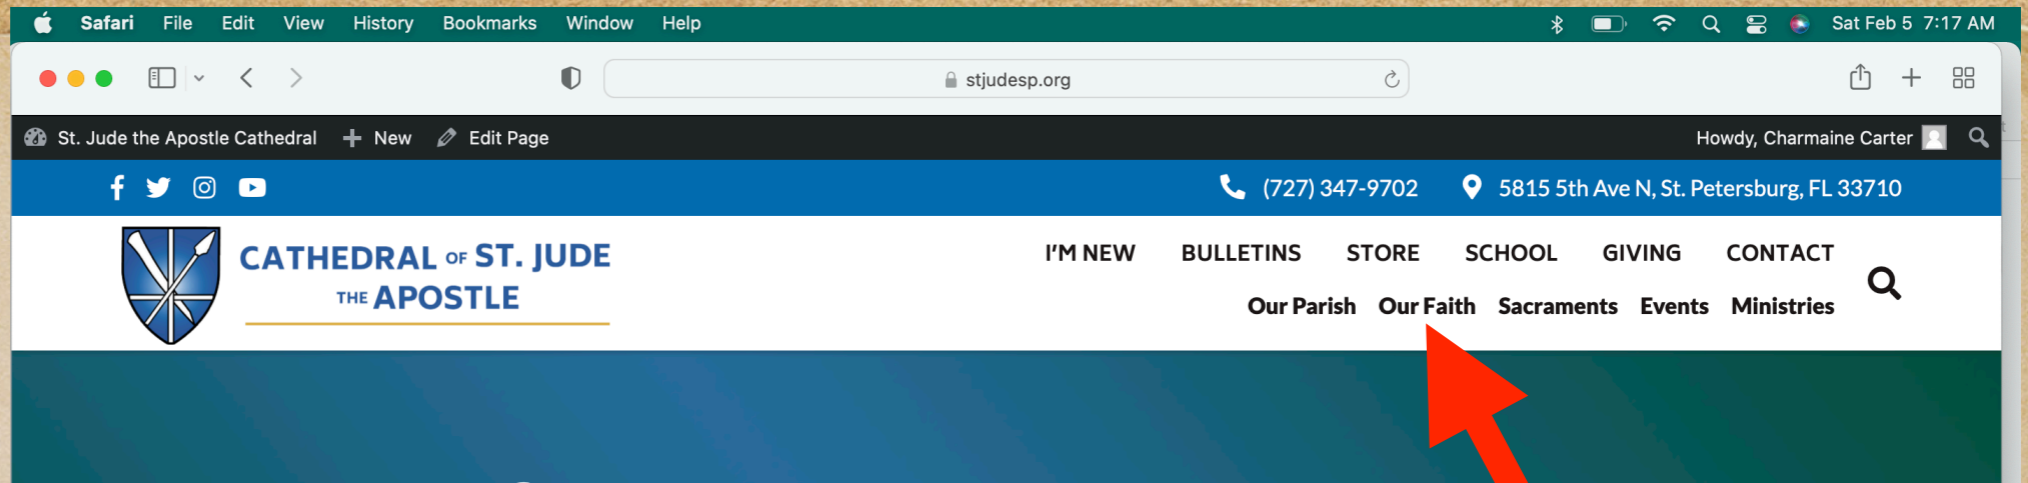 Safari File Edit View History Bookmarks Window Help Sat Feb 5 7:17 AM
stjudesp.org
St. Jude the Apostle Cathedral New Edit Page Howdy, Charmaine Carter
(727) 347-9702 5815 5th Ave N, St. Petersburg, FL 33710
CATHEDRAL OF ST. JUDE
THE APOSTLE
I'M NEW BULLETINS STORE SCHOOL GIVING CONTACT
Our Parish Our Faith Sacraments Events Ministries